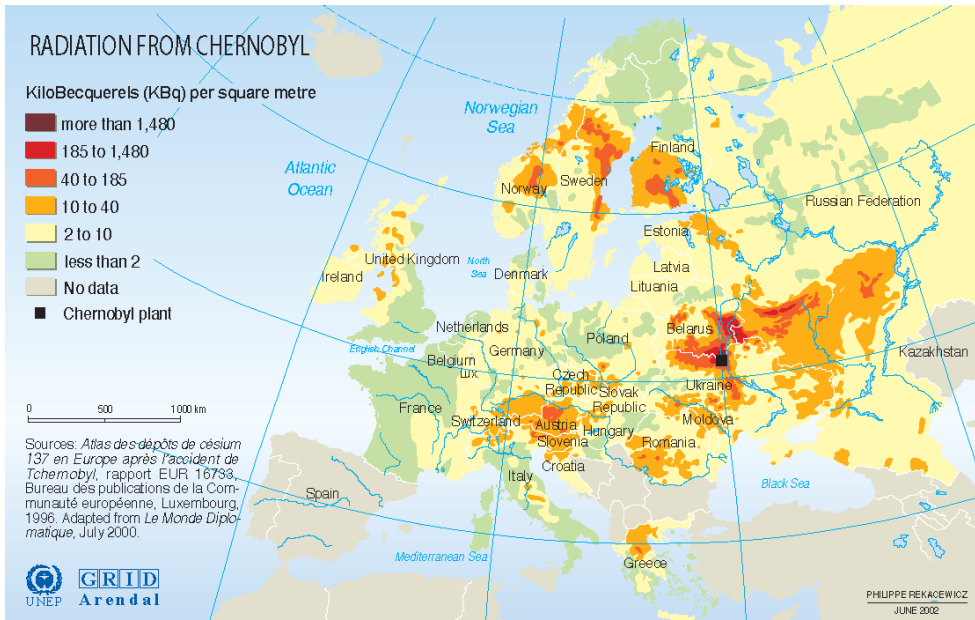 RADIATION FROM CHERNOBYL
KiloBecquerels (KBq) per square metre
more than 1,480
185 to 1,480
40 to 185
10 to 40
2 to 10
less than 2
No data
Chernobyl plant
Norwegian
Sea
Atlantic
Ocean
Finland
Sweden
Norway
Russian Federation
Estonia
Latvia
Lituania
United Kingdom
Ireland
North
Sea
Denmark
Belarus
Netherlands
Poland
Kazakhstan
English Channel
Germany
Belgium
Lux
Czech
Republic
Slovak
Republic
Ukraine
France
Switzerland
Austria
Hungary
Moldova
Slovenia
Romania
Croatia
Italy
Spain
Black Sea
Mediterranean Sea
Greece
0
500
1000 km
Sources: Atlas des dépôts de césium
137 en Europe après l'accident de
Tchernobyl, rapport EUR 16733,
Bureau des publications de la Com-
munauté européenne, Luxembourg,
1996. Adapted from Le Monde Diplo-
matique, July 2000.
UNEP
GRID
Arendal
PHILIPPE REKACEWICZ
JUNE 2002